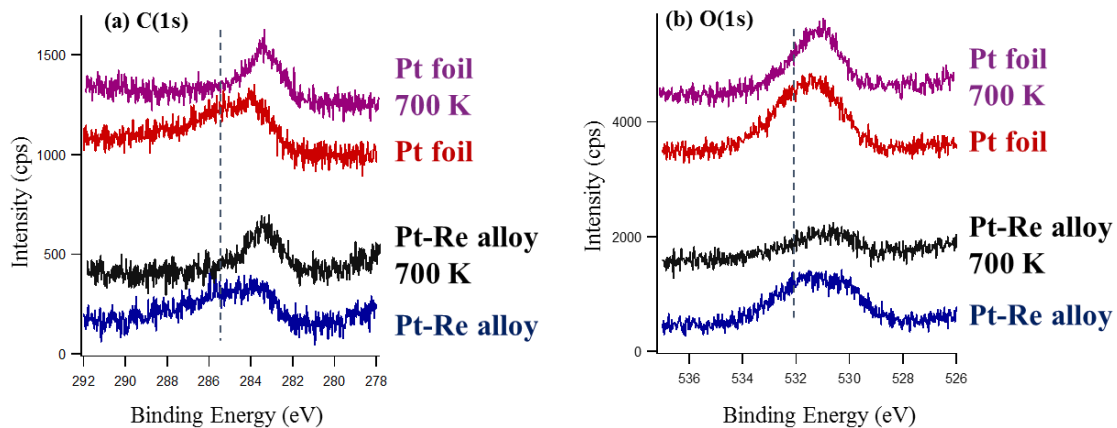 (a) C(1s)
1500
1000
500
0
Intensity (cps)
Pt foil
700 K
Pt foil
Pt-Re alloy
700 K
Pt-Re alloy
292 290 288 286 284 282 280 278
Binding Energy (eV)
(b) O(1s)
4000
2000
0
Intensity (cps)
Pt foil
700 K
Pt foil
Pt-Re alloy
700 K
Pt-Re alloy
536 534 532 530 528 526
Binding Energy (eV)